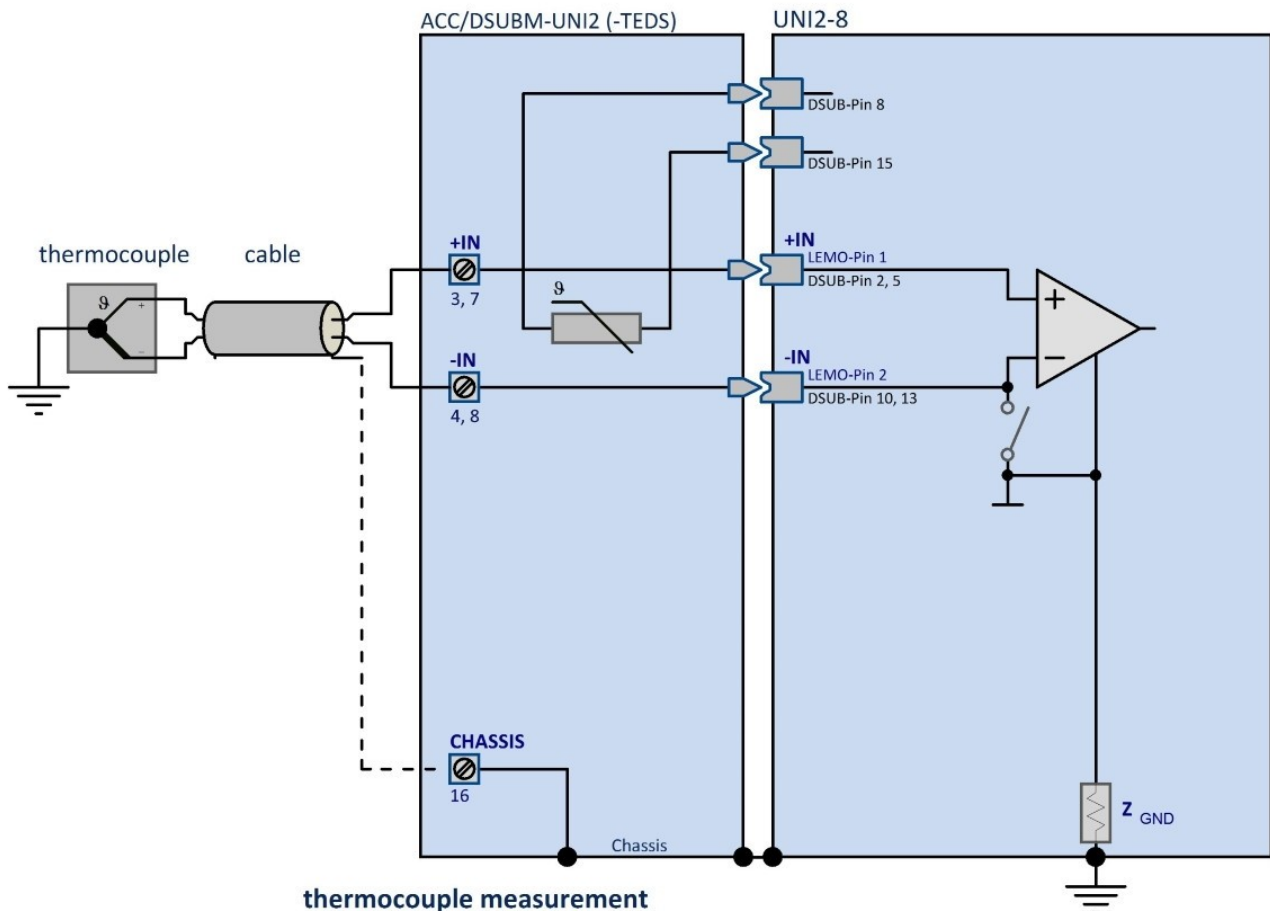 ACC/DSUBM-UNI2 (-TEDS)
UNI2-8
DSUB-Pin 8
DSUB-Pin 15
thermocouple
cable
+IN
3, 7
ϑ
+IN
LEMO-Pin 1
DSUB-Pin 2, 5
ϑ
+
−
-IN
4, 8
-IN
LEMO-Pin 2
DSUB-Pin 10, 13
+
−
CHASSIS
16
Z GND
Chassis
thermocouple measurement